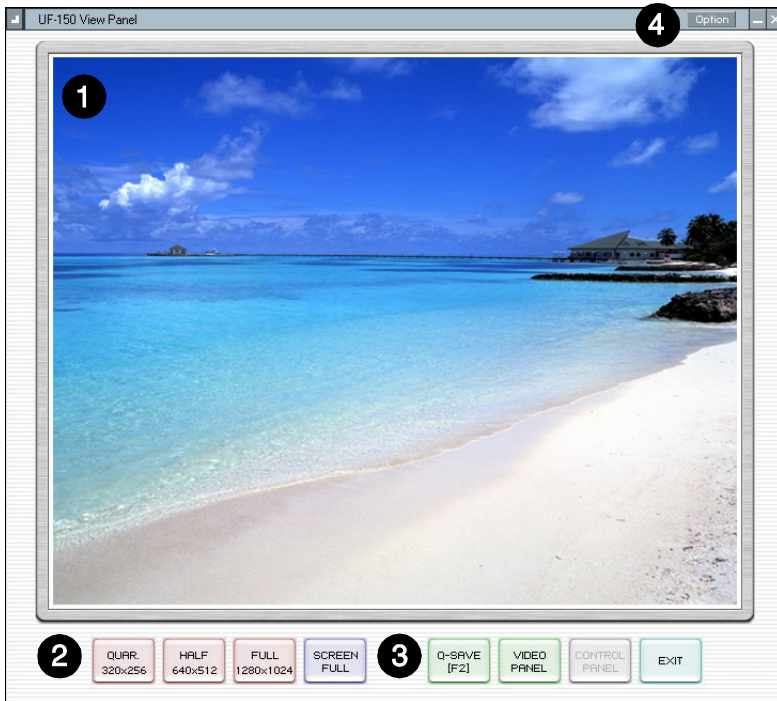 UF-150 View Panel
4
Option
1
2
QUAR.
320x256
HALF
640x512
FULL
1280x1024
SCREEN
FULL
3
Q-SAVE
[F2]
VIDEO
PANEL
CONTROL
PANEL
EXIT